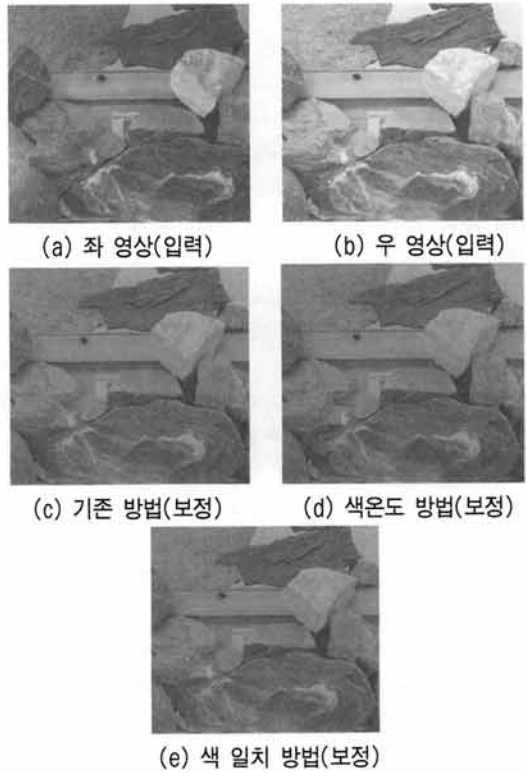 (a) 좌 영상(입력)
(b) 우 영상(입력)
(c) 기존 방법(보정)
(d) 색온도 방법(보정)
(e) 색 일치 방법(보정)